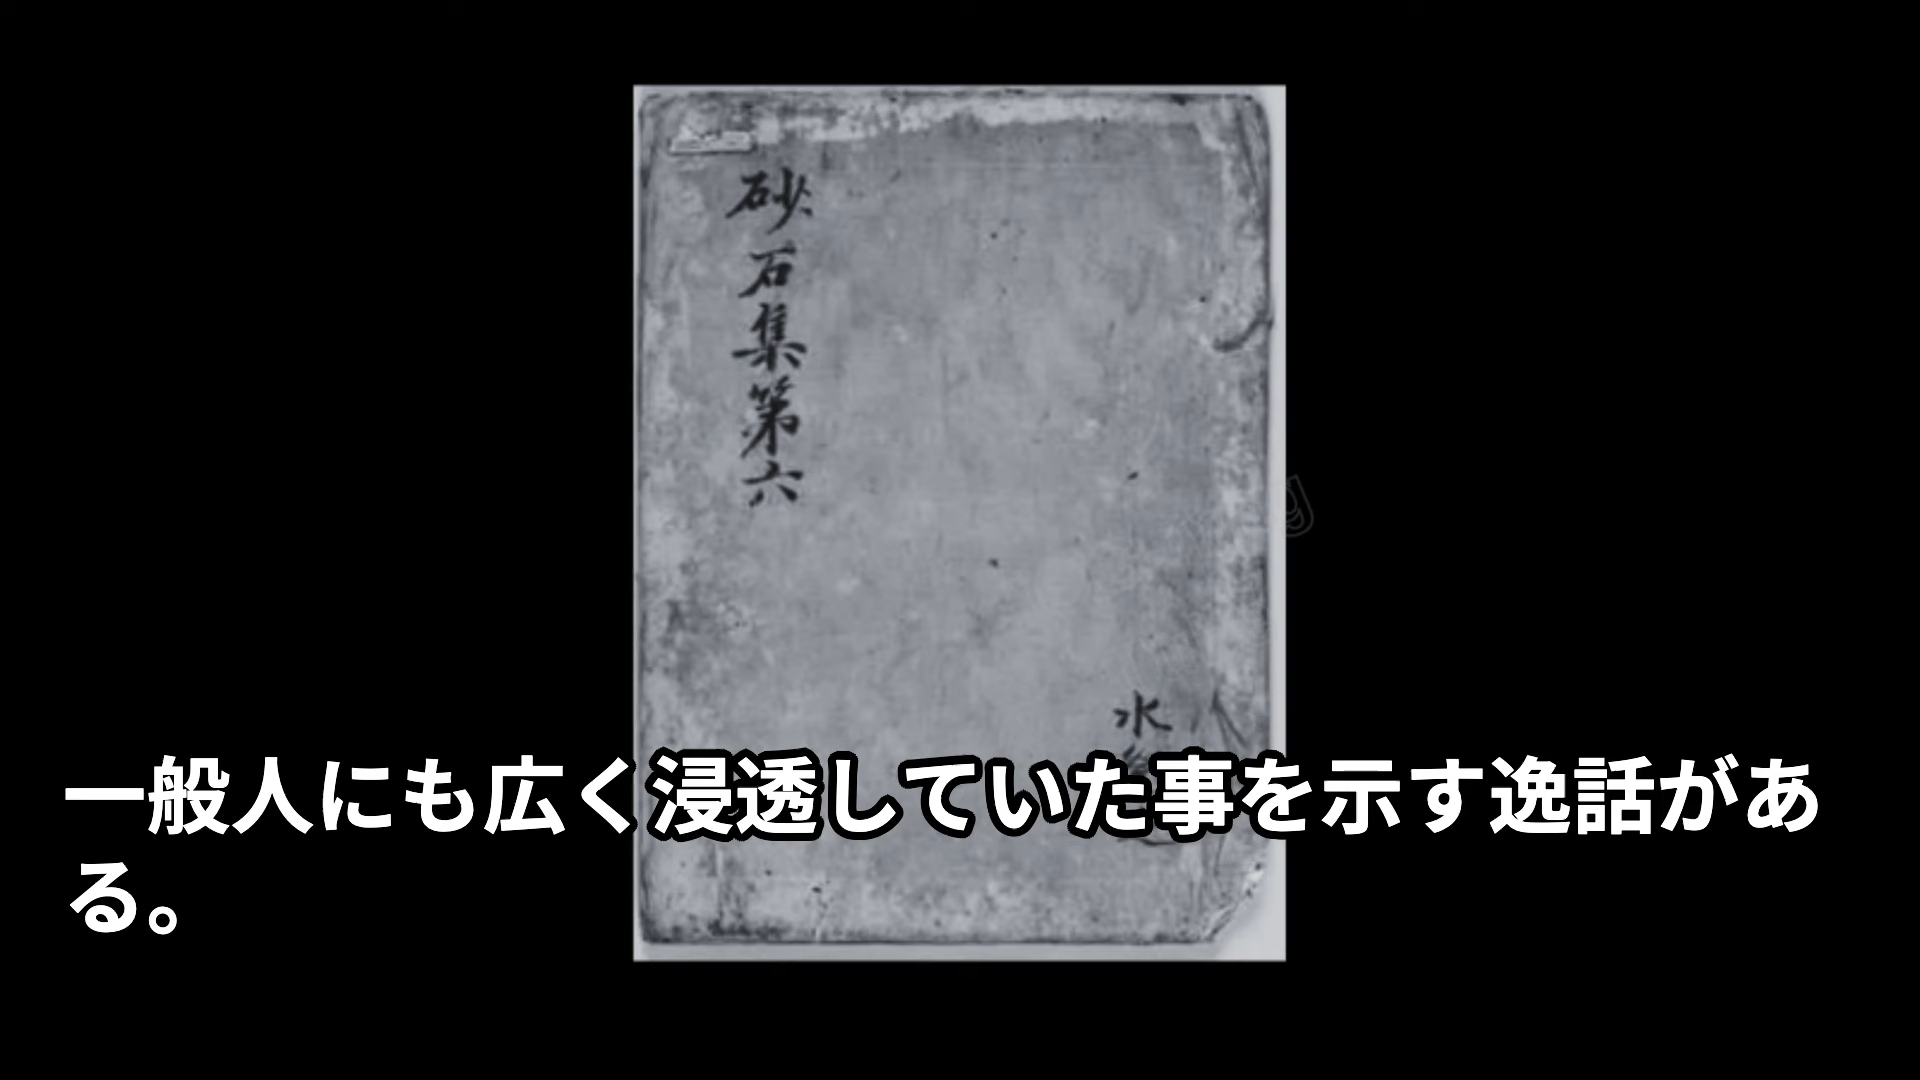 砂石集第六
水
一般人にも広く浸透していた事を示す逸話があ
る。